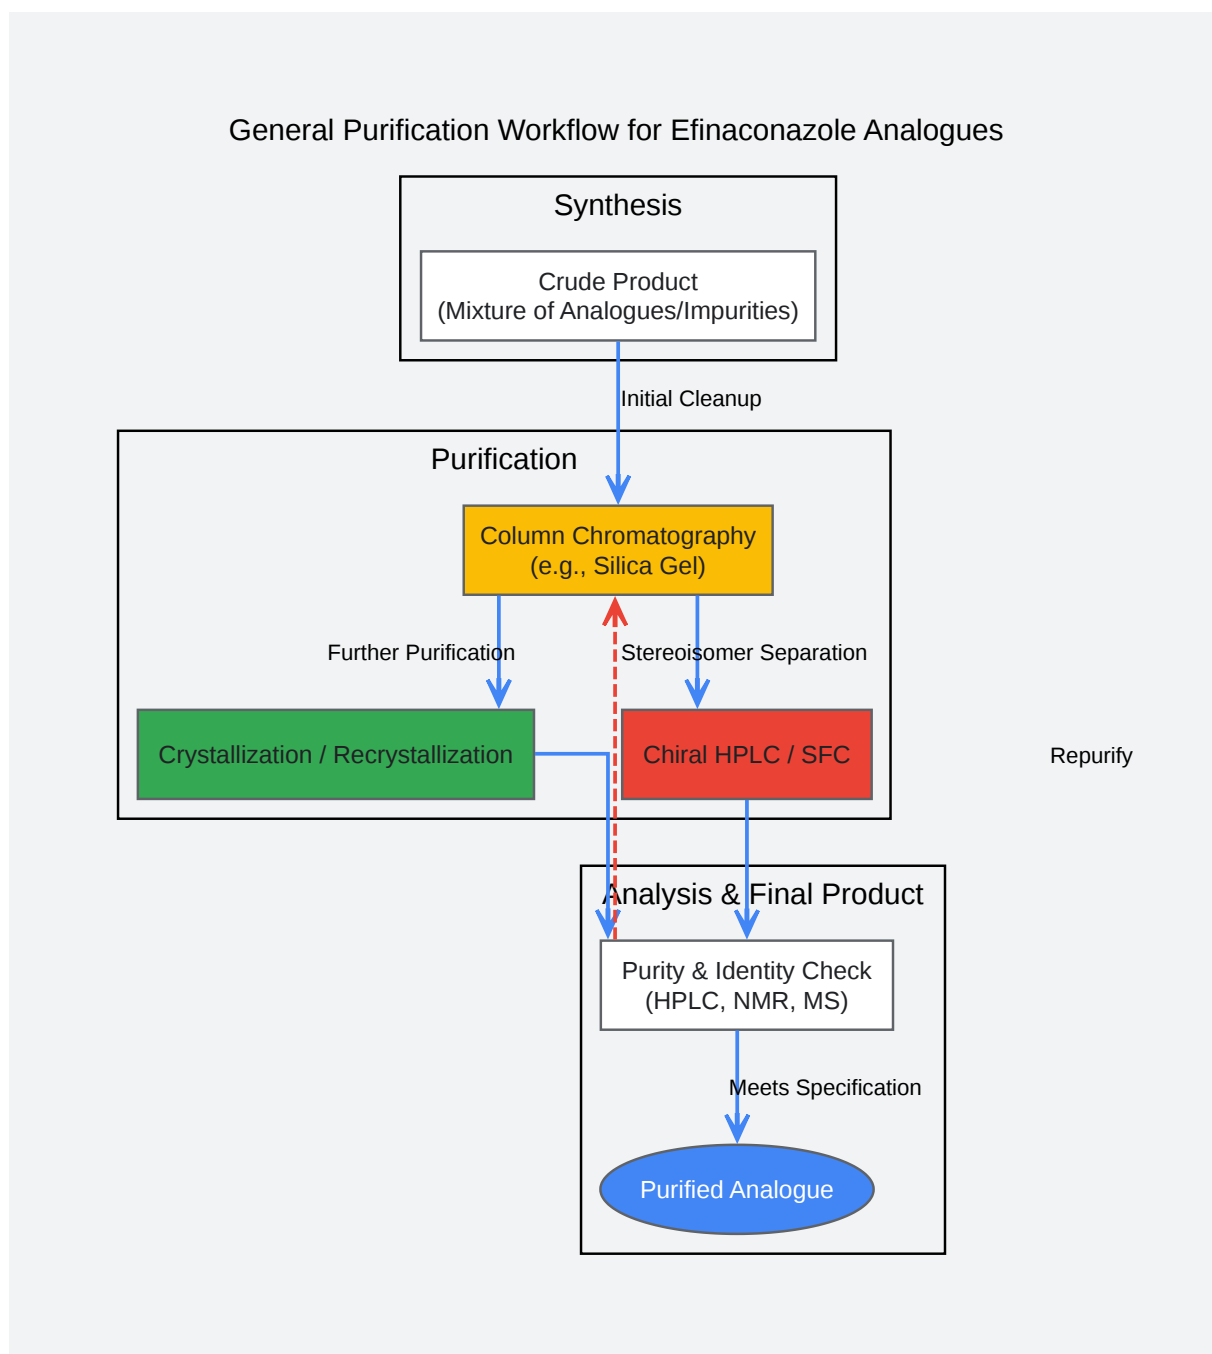 General Purification Workflow for Efinaconazole Analogues
Synthesis
Crude Product
(Mixture of Analogues/Impurities)
Initial Cleanup
Purification
Column Chromatography
(e.g., Silica Gel)
Further Purification
Stereoisomer Separation
Crystallization / Recrystallization
Chiral HPLC / SFC
Repurify
Analysis & Final Product
Purity & Identity Check
(HPLC, NMR, MS)
Meets Specification
Purified Analogue